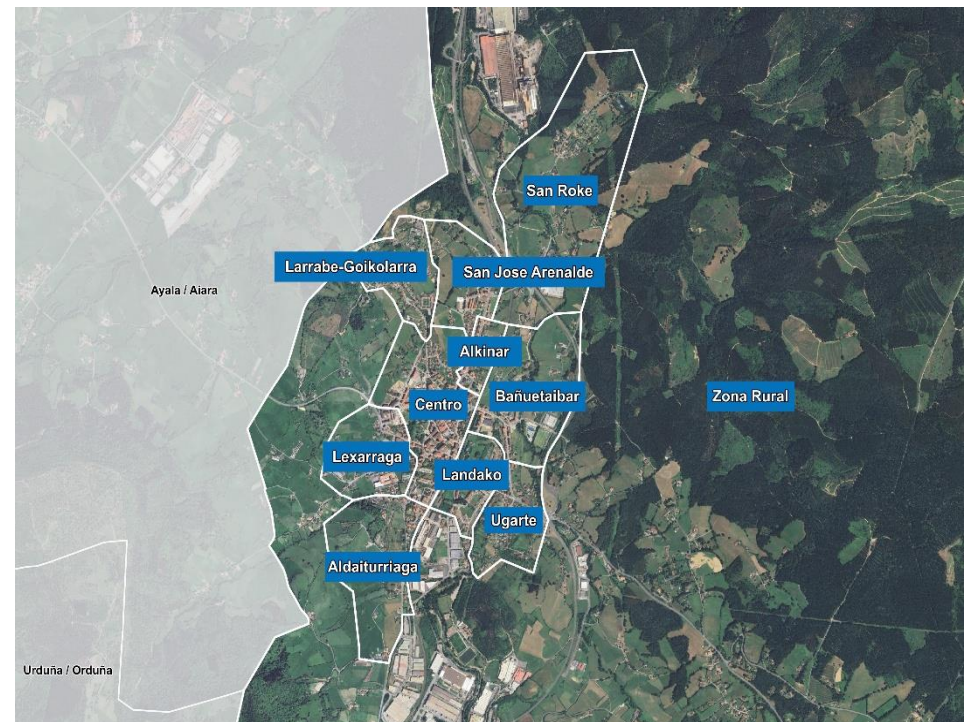 San Roke
Larrabe-Goikolarra
San Jose Arenalde
Ayala / Aiara
Alkinar
Bañuetaibar
Zona Rural
Centro
Lexarraga
Landako
Ugarte
Aldaiturriaga
Urduña / Orduña